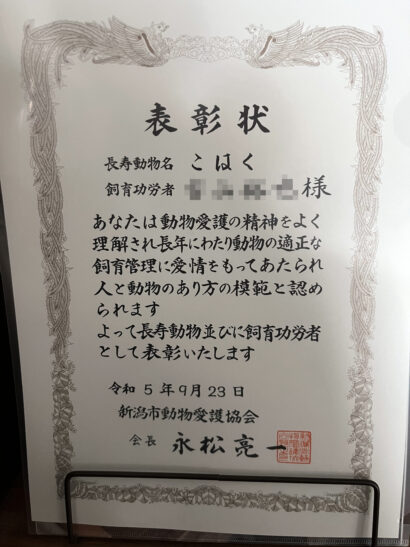 表彰状
長寿動物名 こはく
飼育功労者 様
あなたは動物愛護の精神をよく
理解され長年にわたり動物の適正な
飼育管理に愛情をもってあたられ
人と動物のあり方の模範と認め
られます
よって長寿動物並びに飼育功労者
として表彰いたします
令和5年9月23日
新潟市動物愛護協会
会長 永松亮一